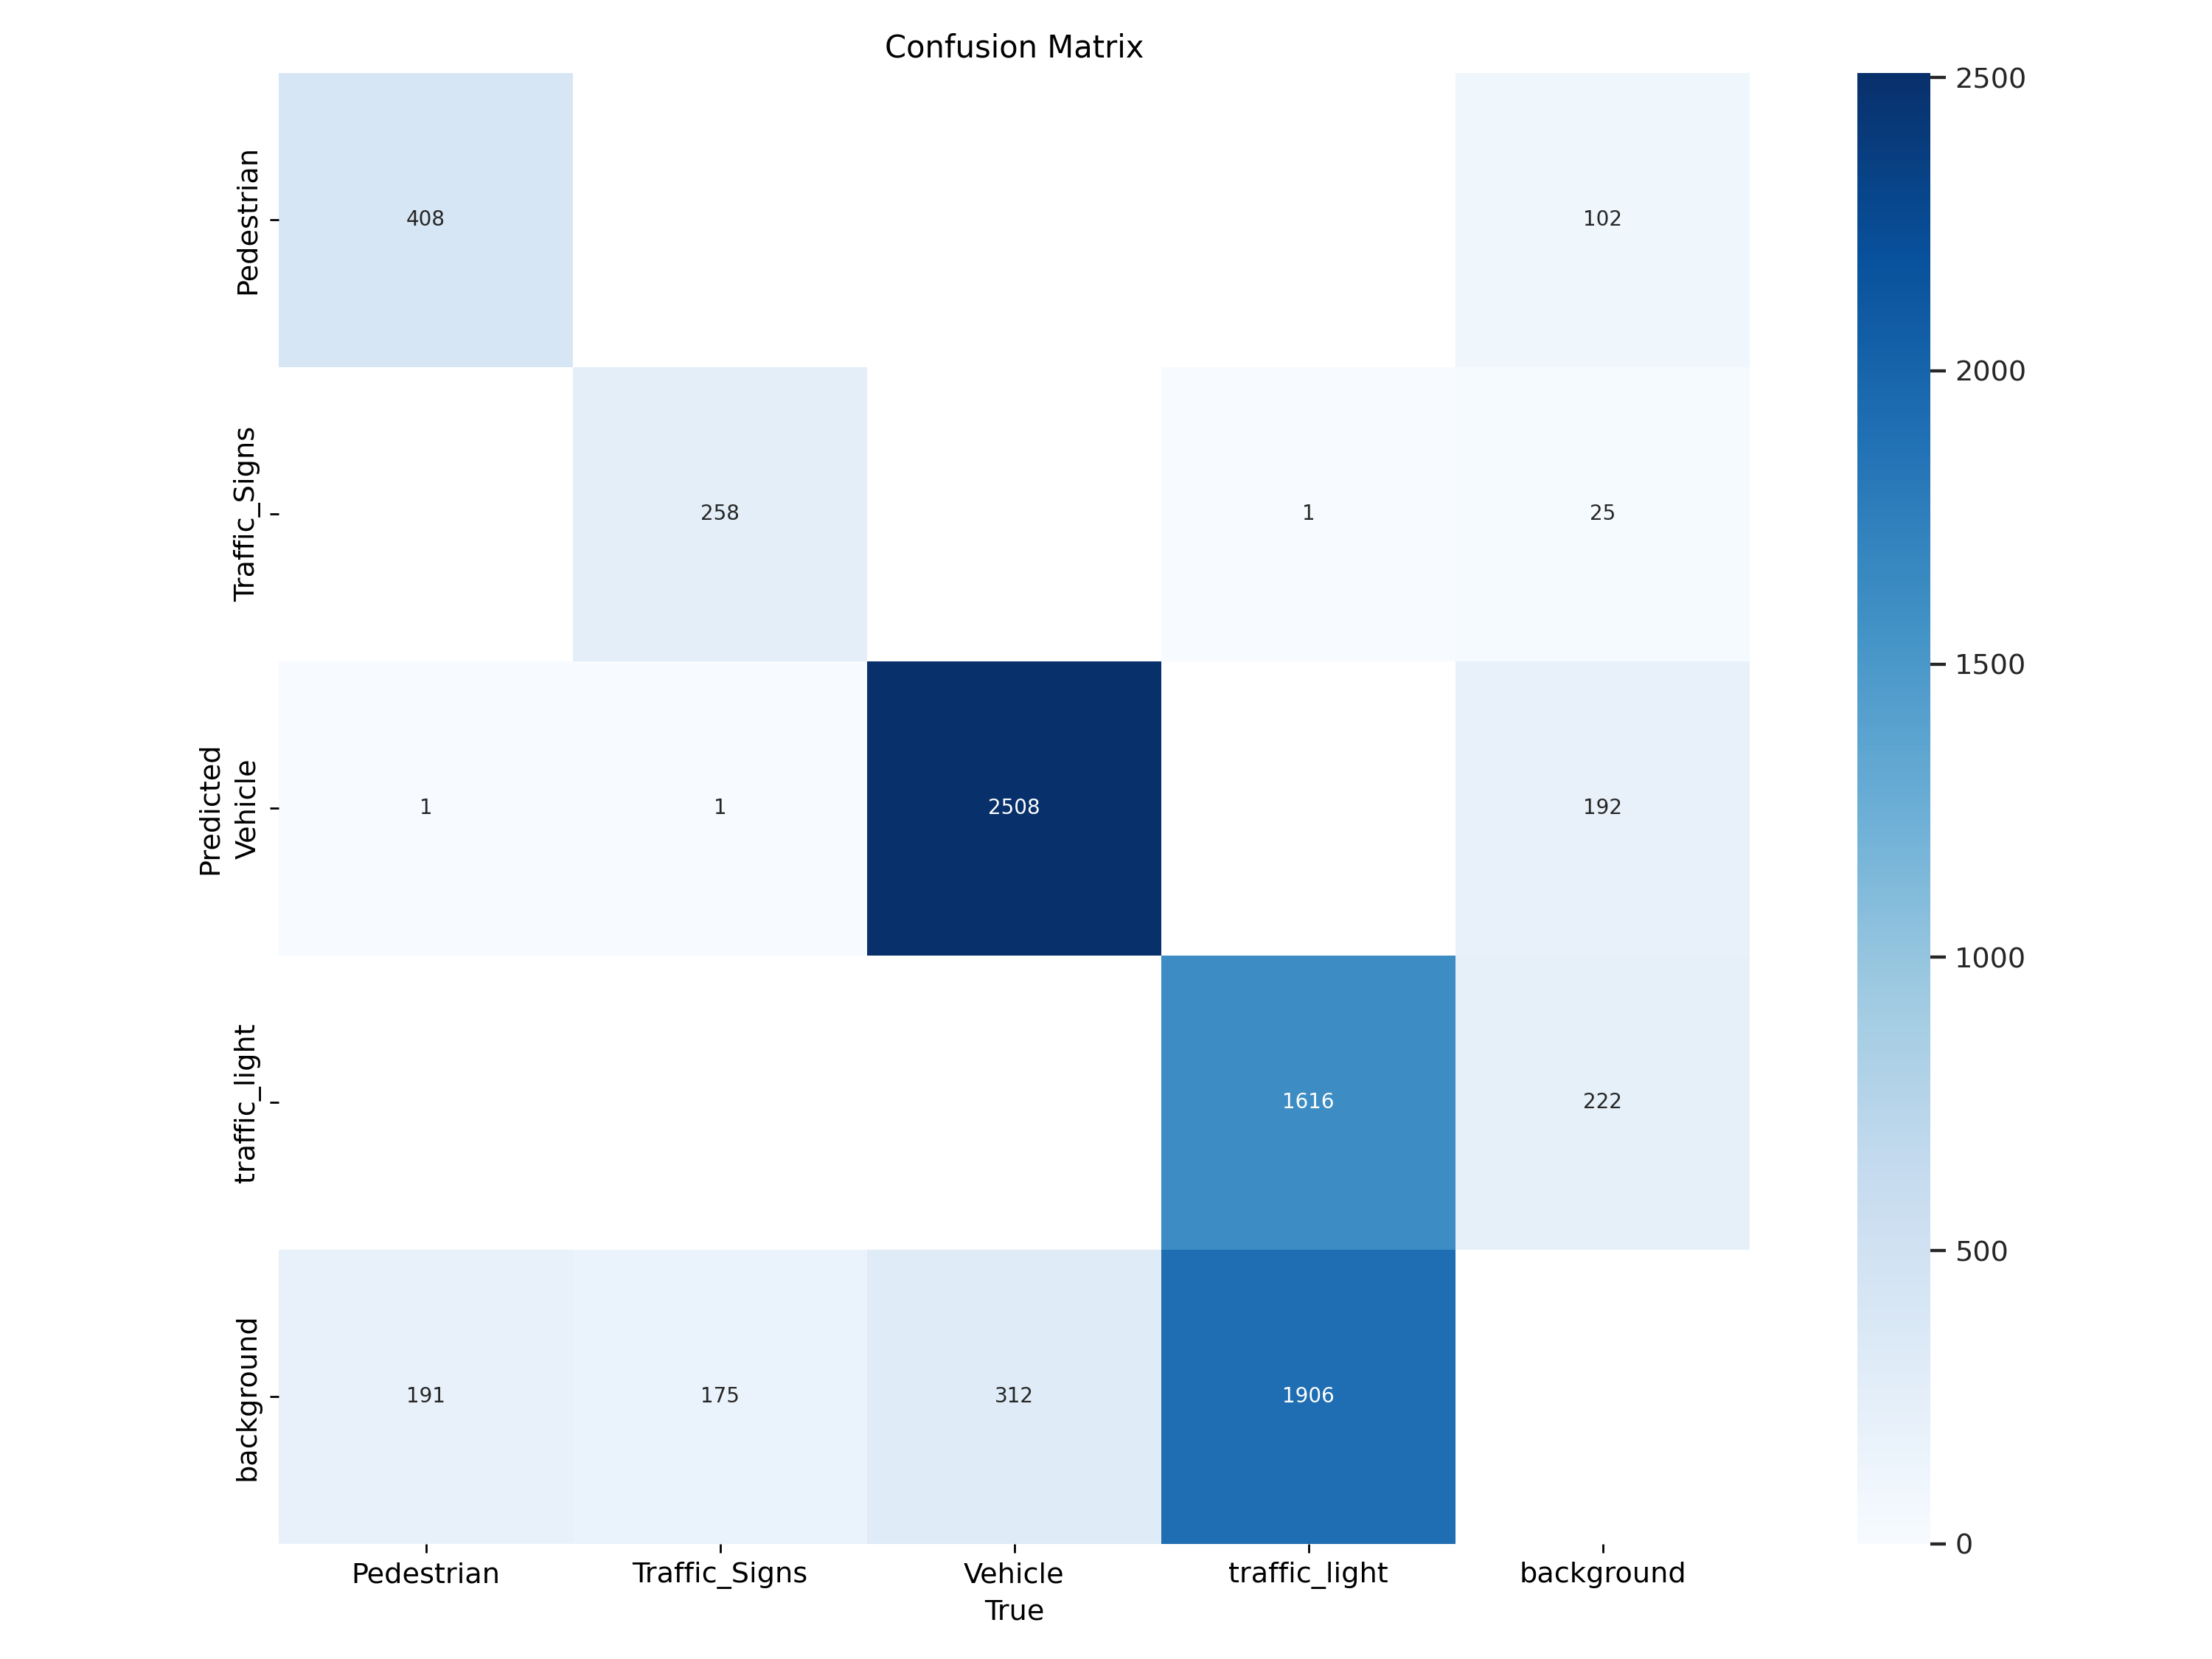 Confusion Matrix
Pedestrian
408
102
Traffic_Signs
258
1
25
Predicted
Vehicle
1
1
2508
192
traffic_light
1616
222
background
191
175
312
1906
Pedestrian
Traffic_Signs
Vehicle
traffic_light
background
True
2500
2000
1500
1000
500
0